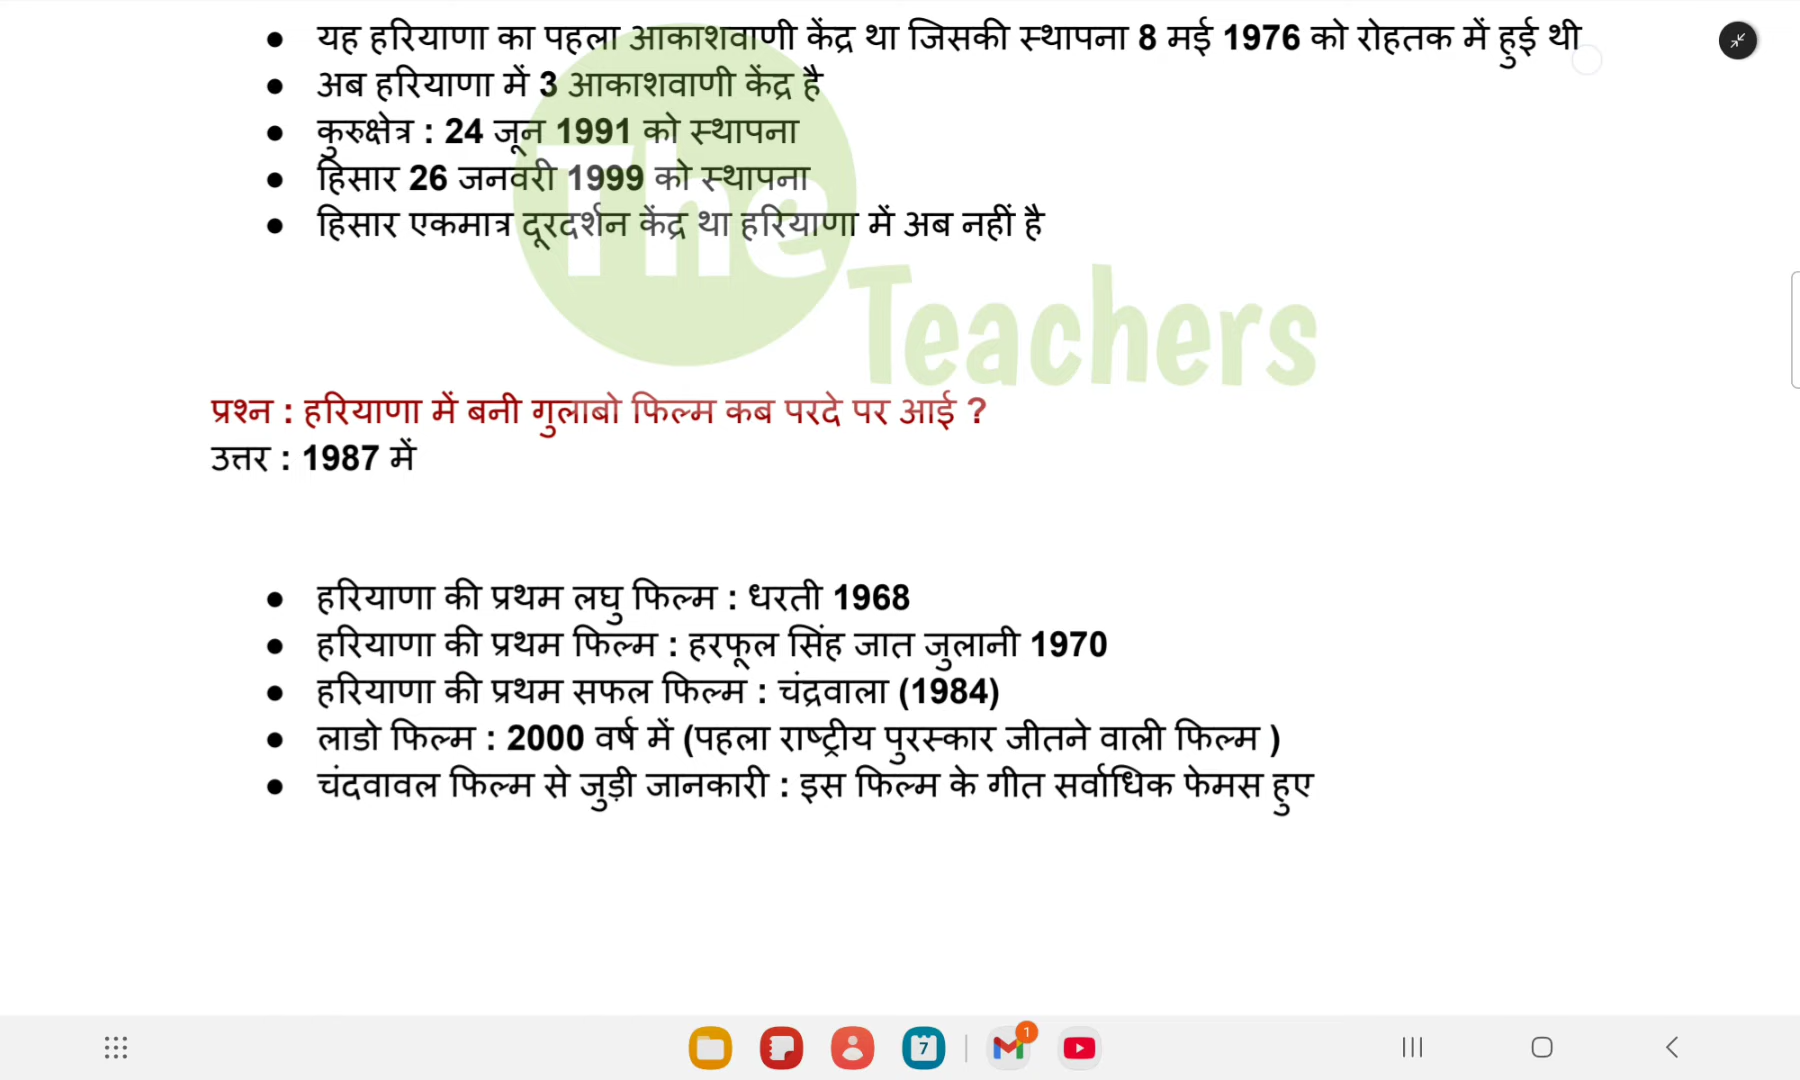 ● यह हरियाणा का पहला आकाशवाणी केंद्र था जिसकी स्थापना 8 मई 1976 को रोहतक में हुई थी
● अब हरियाणा में 3 आकाशवाणी केंद्र है
● कुरुक्षेत्र : 24 जून 1991 को स्थापना
● हिसार 26 जनवरी 1999 को स्थापना
● हिसार एकमात्र दूरदर्शन केंद्र था हरियाणा में अब नहीं है
The
Teachers
प्रश्न : हरियाणा में बनी गुलाबो फिल्म कब परदे पर आई ?
उत्तर : 1987 में
● हरियाणा की प्रथम लघु फिल्म : धरती 1968
● हरियाणा की प्रथम फिल्म : हरफूल सिंह जात जुलानी 1970
● हरियाणा की प्रथम सफल फिल्म : चंद्रवाला (1984)
● लाडो फिल्म : 2000 वर्ष में (पहला राष्ट्रीय पुरस्कार जीतने वाली फिल्म )
● चंदवावल फिल्म से जुड़ी जानकारी : इस फिल्म के गीत सर्वाधिक फेमस हुए
7
1